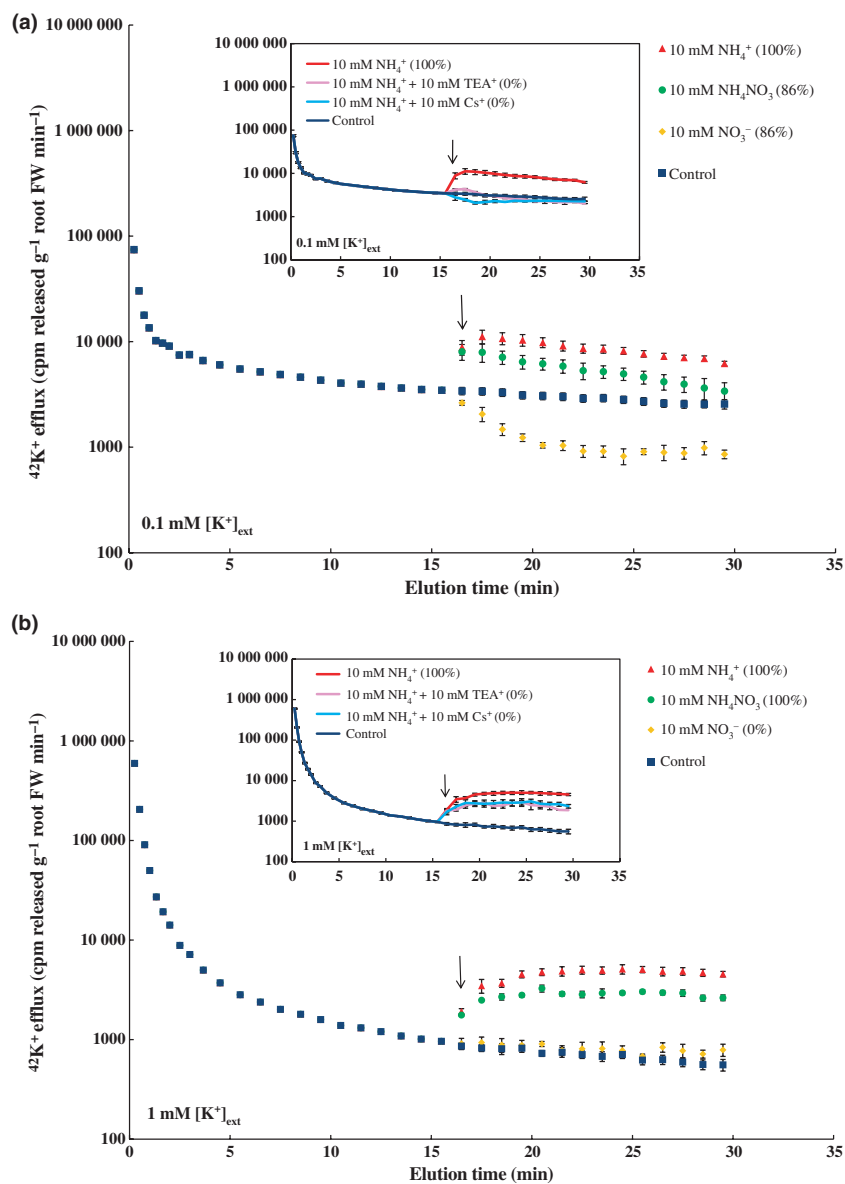 (a)
10 000 000
1 000 000
100 000
10 000
1000
100
0 5 10 15 20 25 30 35
⁴²K⁺ efflux (cpm released g⁻¹ root FW min⁻¹)
Elution time (min)
0.1 mM [K⁺]ext
10 000 000
1 000 000
100 000
10 000
1000
100
0 5 10 15 20 25 30 35
10 mM NH₄⁺ (100%)
10 mM NH₄⁺ + 10 mM TEA⁺ (0%)
10 mM NH₄⁺ + 10 mM Cs⁺ (0%)
Control
0.1 mM [K⁺]ext
10 mM NH₄⁺ (100%)
10 mM NH₄NO₃ (86%)
10 mM NO₃⁻ (86%)
Control
(b)
10 000 000
1 000 000
100 000
10 000
1000
100
0 5 10 15 20 25 30 35
⁴²K⁺ efflux (cpm released g⁻¹ root FW min⁻¹)
Elution time (min)
1 mM [K⁺]ext
10 000 000
1 000 000
100 000
10 000
1000
100
0 5 10 15 20 25 30 35
10 mM NH₄⁺ (100%)
10 mM NH₄⁺ + 10 mM TEA⁺ (0%)
10 mM NH₄⁺ + 10 mM Cs⁺ (0%)
Control
1 mM [K⁺]ext
10 mM NH₄⁺ (100%)
10 mM NH₄NO₃ (100%)
10 mM NO₃⁻ (0%)
Control